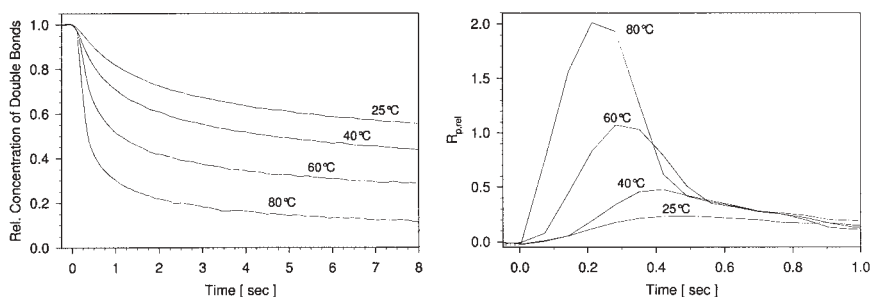 Rel. Concentration of Double Bonds
1.0
0.8
0.6
0.4
0.2
0.0
25°C
40°C
60°C
80°C
0 1 2 3 4 5 6 7 8
Time [ sec ]
R p,rel
2.0
1.5
1.0
0.5
0.0
80°C
60°C
40°C
25°C
0.0 0.2 0.4 0.6 0.8 1.0
Time [ sec ]